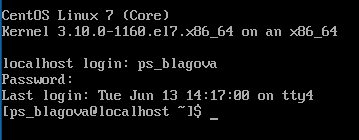 CentOS Linux 7 (Core)
Kernel 3.10.0-1160.el7.x86_64 on an x86_64
localhost login: ps_blagova
Password:
Last login: Tue Jun 13 14:17:00 on tty4
[ps_blagova@localhost ~]$